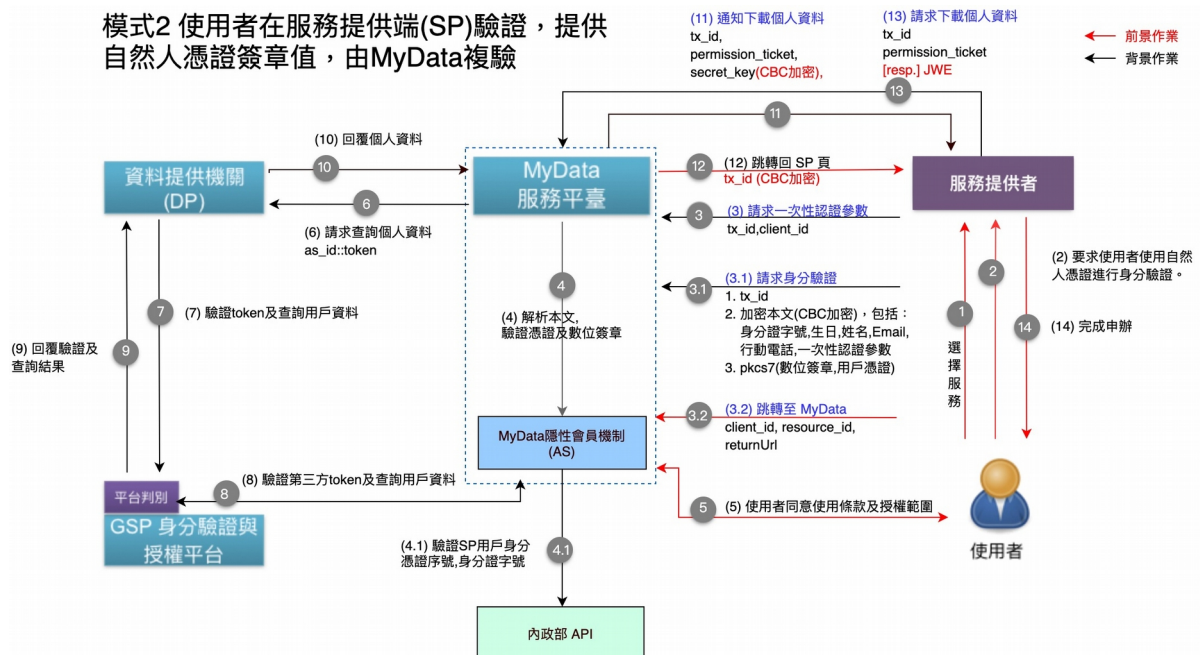 模式2 使用者在服務提供端(SP)驗證，提供
自然人憑證簽章值，由MyData複驗
(11) 通知下載個人資料
tx_id,
permission_ticket,
secret_key(CBC加密),
(13) 請求下載個人資料
tx_id
permission_ticket
[resp.] JWE
前景作業
背景作業
13
11
(10) 回覆個人資料
10
資料提供機關
(DP)
6
(6) 請求查詢個人資料
as_id::token
MyData
服務平臺
12
(12) 跳轉回 SP 頁
tx_id (CBC加密)
3
(3) 請求一次性認證參數
tx_id,client_id
服務提供者
4
(4) 解析本文,
驗證憑證及數位簽章
3.1
(3.1) 請求身分驗證
1. tx_id
2. 加密本文(CBC加密)，包括：
身分證字號,生日,姓名,Email,
行動電話,一次性認證參數
3. pkcs7(數位簽章,用戶憑證)
(2) 要求使用者使用自然
人憑證進行身分驗證。
2
1
選擇服務
14
(14) 完成申辦
7
(7) 驗證token及查詢用戶資料
(9) 回覆驗證及
查詢結果
9
3.2
(3.2) 跳轉至 MyData
client_id, resource_id,
returnUrl
MyData隱性會員機制
(AS)
平台判別
8
(8) 驗證第三方token及查詢用戶資料
GSP 身分驗證與
授權平台
5
(5) 使用者同意使用條款及授權範圍
使用者
(4.1) 驗證SP用戶身分
憑證序號,身分證字號
4.1
內政部 API